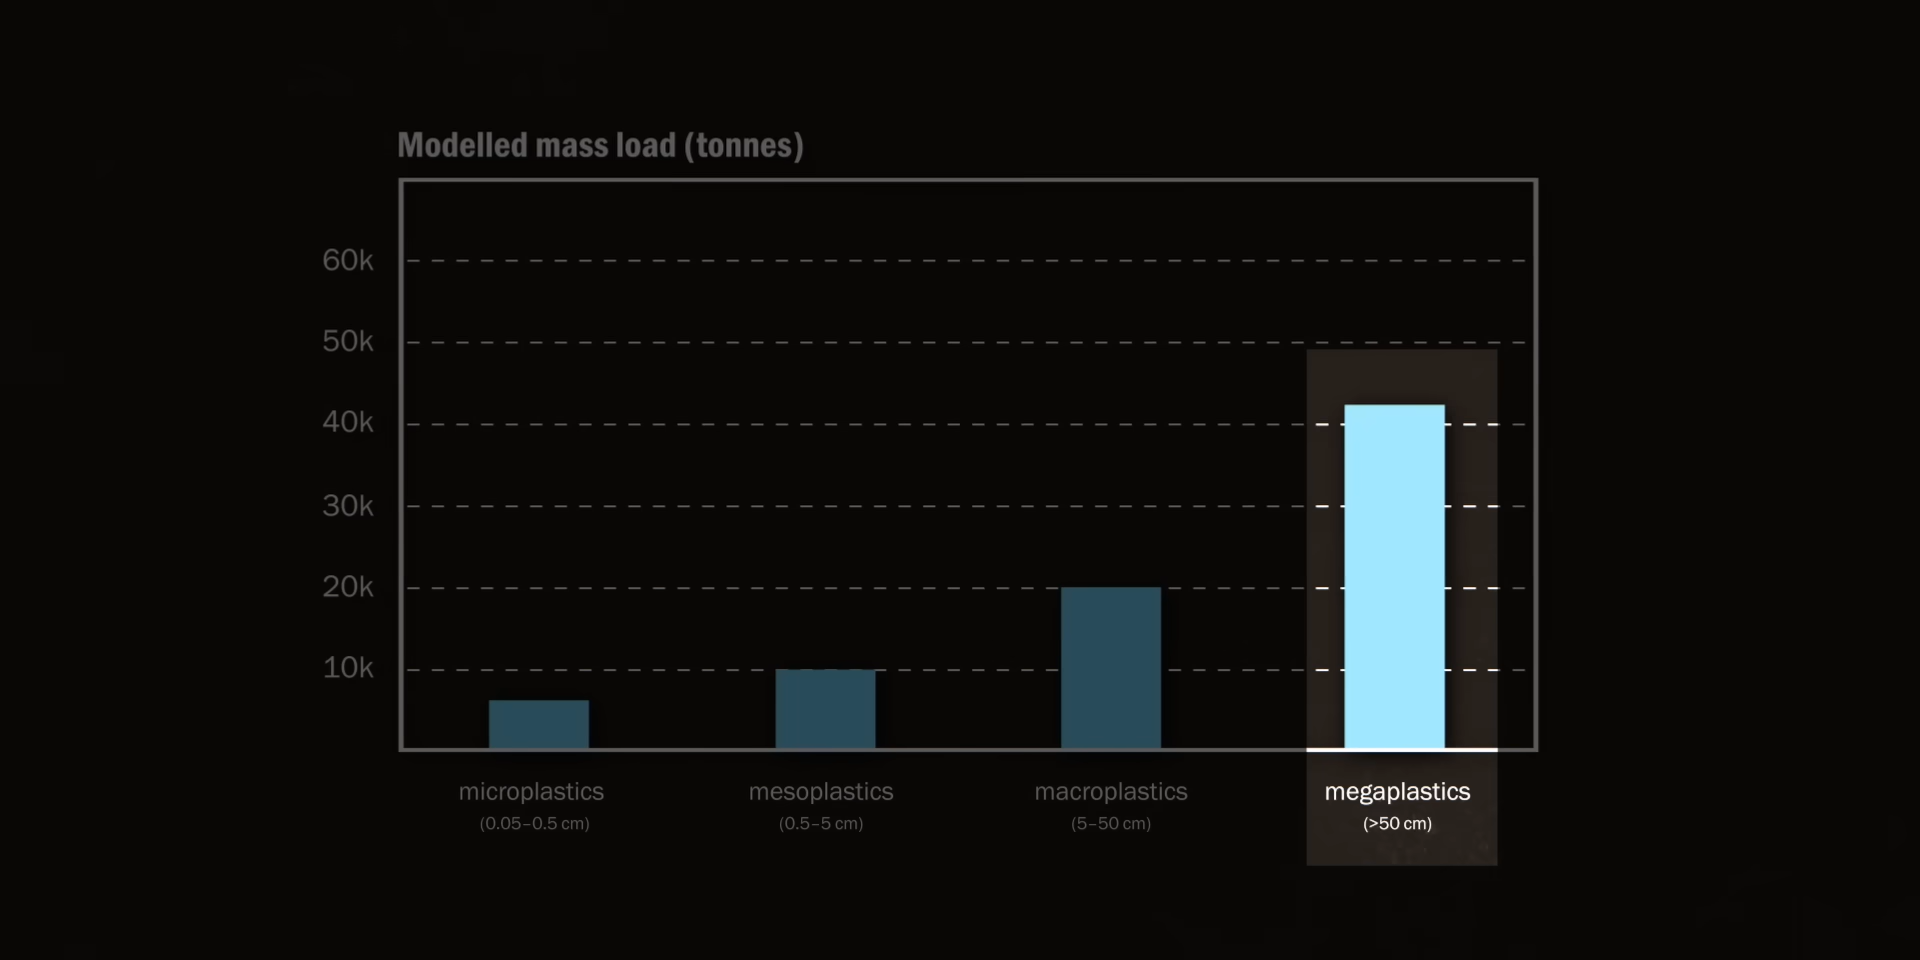 Modelled mass load (tonnes)
60k
50k
40k
30k
20k
10k
microplastics mesoplastics macroplastics megaplastics
(0.05–0.5 cm) (0.5–5 cm) (5–50 cm) (>50 cm)